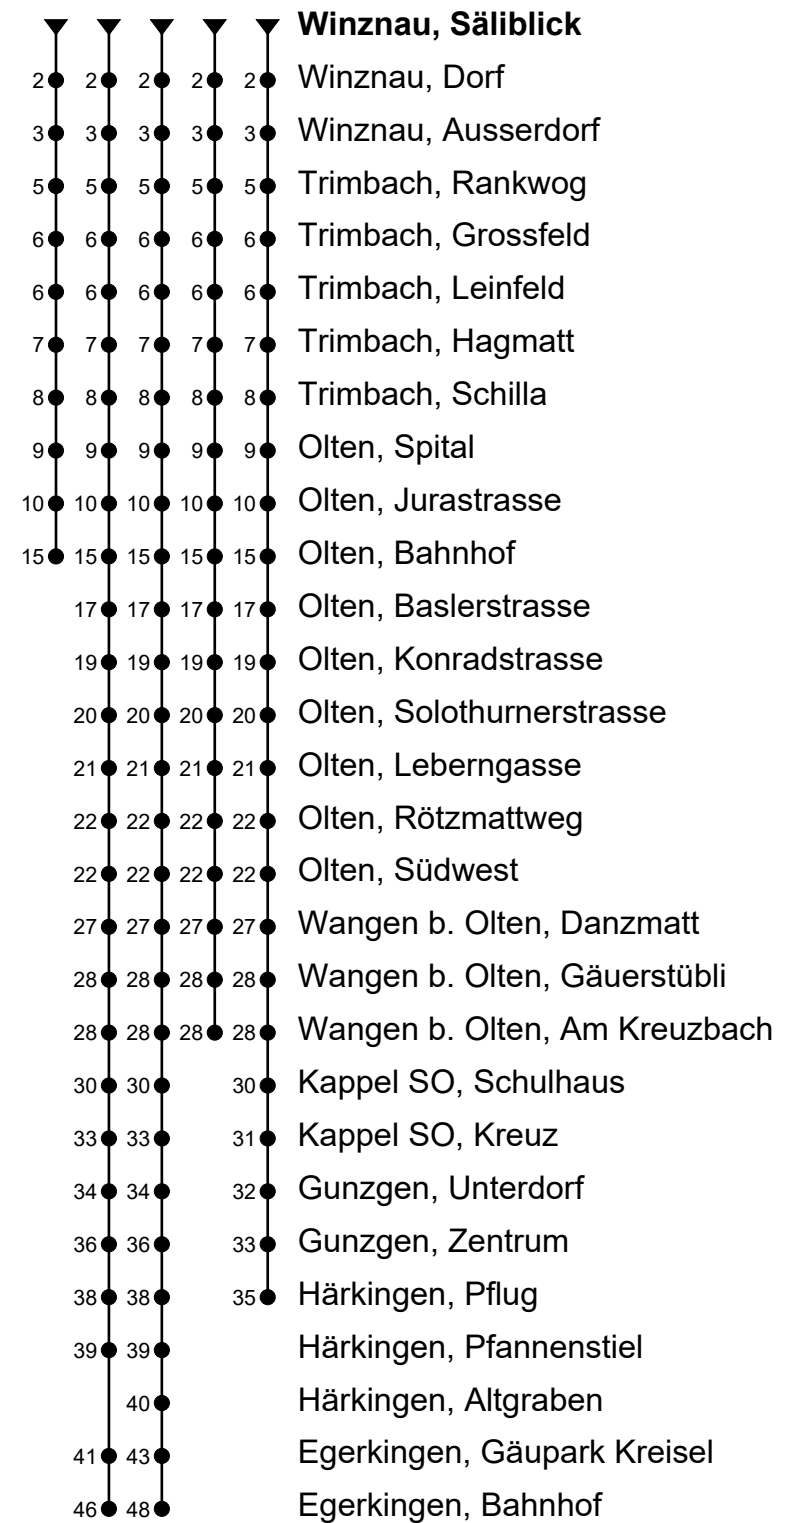 Winznau, Säliblick
2 2 2 2 2 Winznau, Dorf
3 3 3 3 3 Winznau, Ausserdorf
5 5 5 5 5 Trimbach, Rankwog
6 6 6 6 6 Trimbach, Grossfeld
6 6 6 6 6 Trimbach, Leinfeld
7 7 7 7 7 Trimbach, Hagmatt
8 8 8 8 8 Trimbach, Schilla
9 9 9 9 9 Olten, Spital
10 10 10 10 10 Olten, Jurastrasse
15 15 15 15 15 Olten, Bahnhof
17 17 17 17 Olten, Baslerstrasse
19 19 19 19 Olten, Konradstrasse
20 20 20 20 Olten, Solothurnerstrasse
21 21 21 21 Olten, Leberngasse
22 22 22 22 Olten, Rötzmattweg
22 22 22 22 Olten, Südwest
27 27 27 27 Wangen b. Olten, Danzmatt
28 28 28 28 Wangen b. Olten, Gäuerstübli
28 28 28 28 Wangen b. Olten, Am Kreuzbach
30 30 30 Kappel SO, Schulhaus
33 33 31 Kappel SO, Kreuz
34 34 32 Gunzgen, Unterdorf
36 36 33 Gunzgen, Zentrum
38 38 35 Härkingen, Pflug
39 39 Härkingen, Pfannenstiel
40 Härkingen, Altgraben
41 43 Egerkingen, Gäupark Kreisel
46 48 Egerkingen, Bahnhof